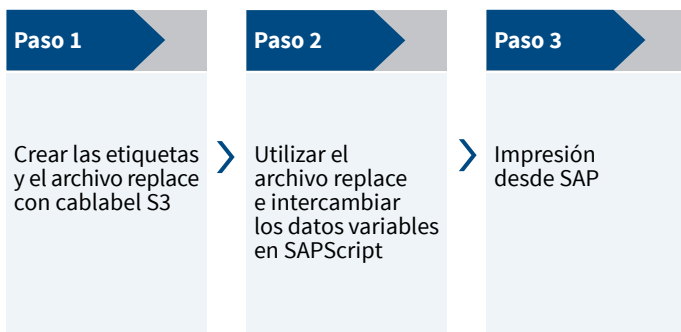 Paso 1
Crear las etiquetas
y el archivo replace
con cablabel S3
Paso 2
Utilizar el
archivo replace
e intercambiar
los datos variables
en SAPScript
Paso 3
Impresión
desde SAP